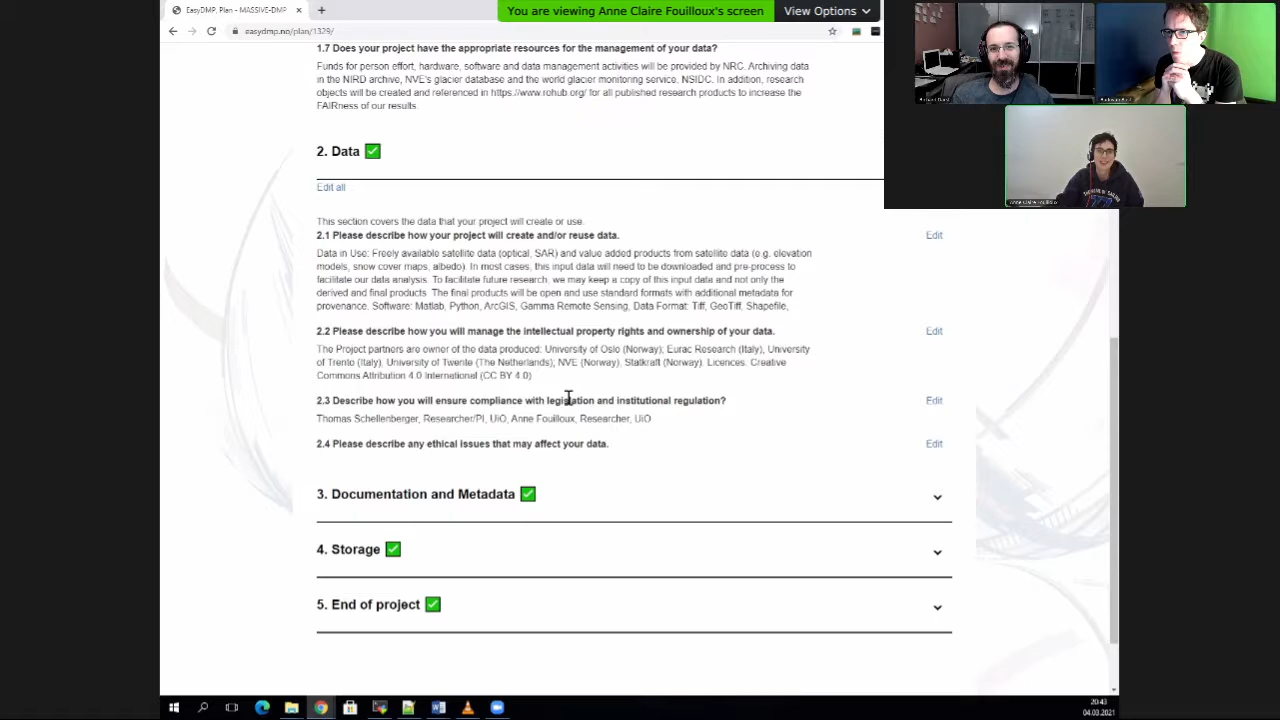 EasyDMP, Plan - MASSIVE-DMP
You are viewing Anne Claire Fouilloux's screen
View Options
easydmp.no/plan/1329/
1.7 Does your project have the appropriate resources for the management of your data?
Funds for person effort, hardware, software and data management activities will be provided by NRC. Archiving data
in the NIRD archive, NVE's glacier database and the world glacier monitoring service, NSIDC. In addition, research
objects will be created and referenced in https://www.rohub.org/ for all published research products to increase the
FAIRness of our results.
2. Data
Edit all
This section covers the data that your project will create or use.
2.1 Please describe how your project will create and/or reuse data.
Edit
Data in Use: Freely available satellite data (optical, SAR) and value added products from satellite data (e.g. elevation
models, snow cover maps, albedo). In most cases, this input data will need to be downloaded and pre-process to
facilitate our data analysis. To facilitate future research, we may keep a copy of this input data and not only the
derived and final products. The final products will be open and use standard formats with additional metadata for
provenance. Software: Matlab, Python, ArcGIS, Gamma Remote Sensing, Data Format: Tiff, GeoTiff, Shapefile,
2.2 Please describe how you will manage the intellectual property rights and ownership of your data.
Edit
The Project partners are owner of the data produced: University of Oslo (Norway); Eurac Research (Italy), University
of Trento (Italy), University of Twente (The Netherlands); NVE (Norway), Statkraft (Norway). Licences: Creative
Commons Attribution 4.0 International (CC BY 4.0)
2.3 Describe how you will ensure compliance with legislation and institutional regulation?
Edit
Thomas Schellenberger, Researcher/PI, UiO, Anne Fouilloux, Researcher, UiO
2.4 Please describe any ethical issues that may affect your data.
Edit
3. Documentation and Metadata
4. Storage
5. End of project
20:43
04.03.2021
Anne Claire Fouilloux